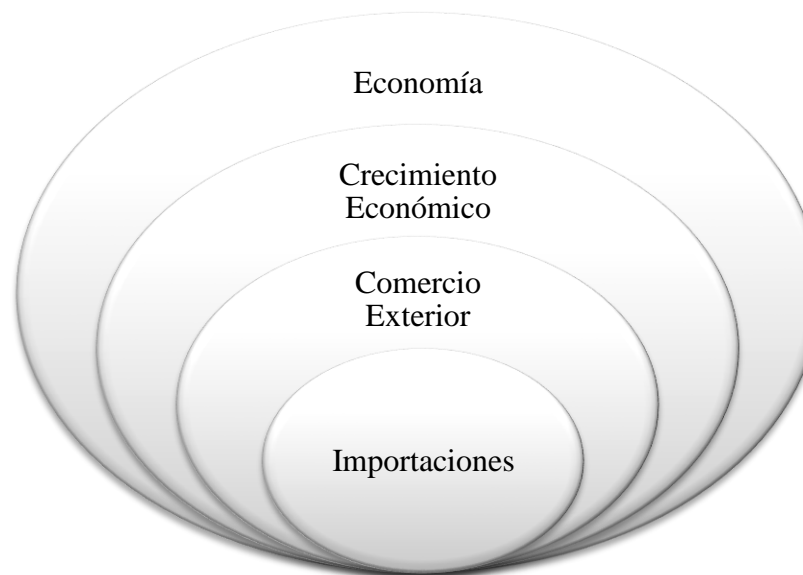 Economía
Crecimiento
Económico
Comercio
Exterior
Importaciones